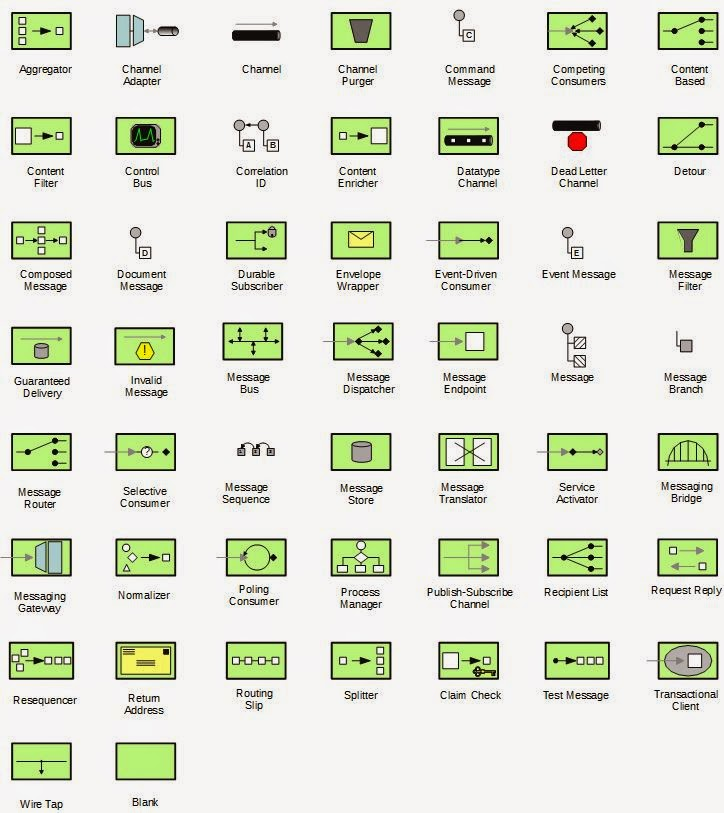 Aggregator
Channel
Adapter
Channel
Channel
Purger
Command
Message
C
Competing
Consumers
Content
Based
Content
Filter
Control
Bus
A B
Correlation
ID
Content
Enricher
Datatype
Channel
Dead Letter
Channel
Detour
Composed
Message
D
Document
Message
Durable
Subscriber
Envelope
Wrapper
Event-Driven
Consumer
E
Event Message
Message
Filter
Guaranteed
Delivery
!
Invalid
Message
Message
Bus
Message
Dispatcher
Message
Endpoint
Message
Message
Branch
Message
Router
?
Selective
Consumer
Message
Sequence
Message
Store
Message
Translator
Service
Activator
Messaging
Bridge
Messaging
Gateway
Normalizer
Poling
Consumer
Process
Manager
Publish-Subscribe
Channel
Recipient List
Request Reply
Resequencer
Return
Address
Routing
Slip
Splitter
Claim Check
Test Message
Transactional
Client
Wire Tap
Blank